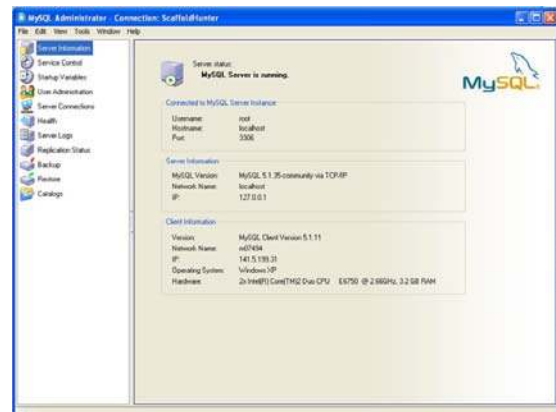 MySQL Administrator - Connection: ScaffoldHunter
File Edit View Tools Window Help
Server Information
Service Control
Startup Variables
User Administration
Server Connections
Health
Server Logs
Replication Status
Backup
Restore
Catalogs
Server status:
MySQL Server is running.
MySQL
Connected to MySQL Server Instance
Username: root
Hostname: localhost
Port: 3306
Server Information
MySQL Version: MySQL 5.1.35-community via TCP/IP
Network Name: localhost
IP: 127.0.0.1
Client Information
Version: MySQL Client Version 5.1.11
Network Name:
IP: 141.5.139.31
Operating System: Windows XP
Hardware: 2x Intel(R) Core(TM)2 Duo CPU E6750 @ 2.66GHz, 3.2 GB RAM